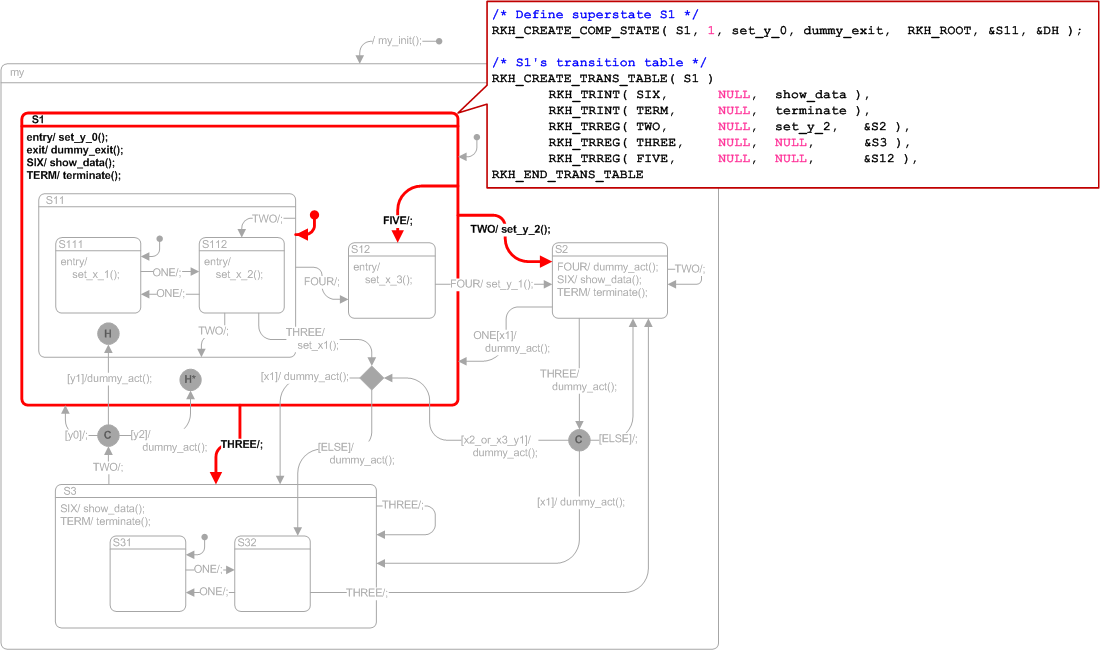 /* Define superstate S1 */
RKH_CREATE_COMP_STATE( S1, 1, set_y_0, dummy_exit, RKH_ROOT, &S11, &DH );
/* S1's transition table */
RKH_CREATE_TRANS_TABLE( S1 )
RKH_TRINT( SIX, NULL, show_data ),
RKH_TRINT( TERM, NULL, terminate ),
RKH_TRREG( TWO, NULL, set_y_2, &S2 ),
RKH_TRREG( THREE, NULL, NULL, &S3 ),
RKH_TRREG( FIVE, NULL, NULL, &S12 ),
RKH_END_TRANS_TABLE
/ my_init();
my
S1
entry/ set_y_0();
exit/ dummy_exit();
SIX/ show_data();
TERM/ terminate();
S11
TWO/;
FIVE/;
TWO/ set_y_2();
S111
entry/
set_x_1();
ONE/;
ONE/;
S112
entry/
set_x_2();
FOUR/;
S12
entry/
set_x_3();
FOUR/ set_y_1();
S2
FOUR/ dummy_act();
SIX/ show_data();
TERM/ terminate();
TWO/;
TWO/;
THREE/
set_x1();
ONE[x1]/
dummy_act();
H
[y1]/dummy_act();
H*
[x1]/ dummy_act();
THREE/
dummy_act();
[y0]/;
C
[y2]/
dummy_act();
THREE/;
[ELSE]/
dummy_act();
[x2_or_x3_y1]/
dummy_act();
C
[ELSE]/;
TWO/;
[x1]/ dummy_act();
S3
SIX/ show_data();
TERM/ terminate();
THREE/;
S31
ONE/;
ONE/;
S32
THREE/;